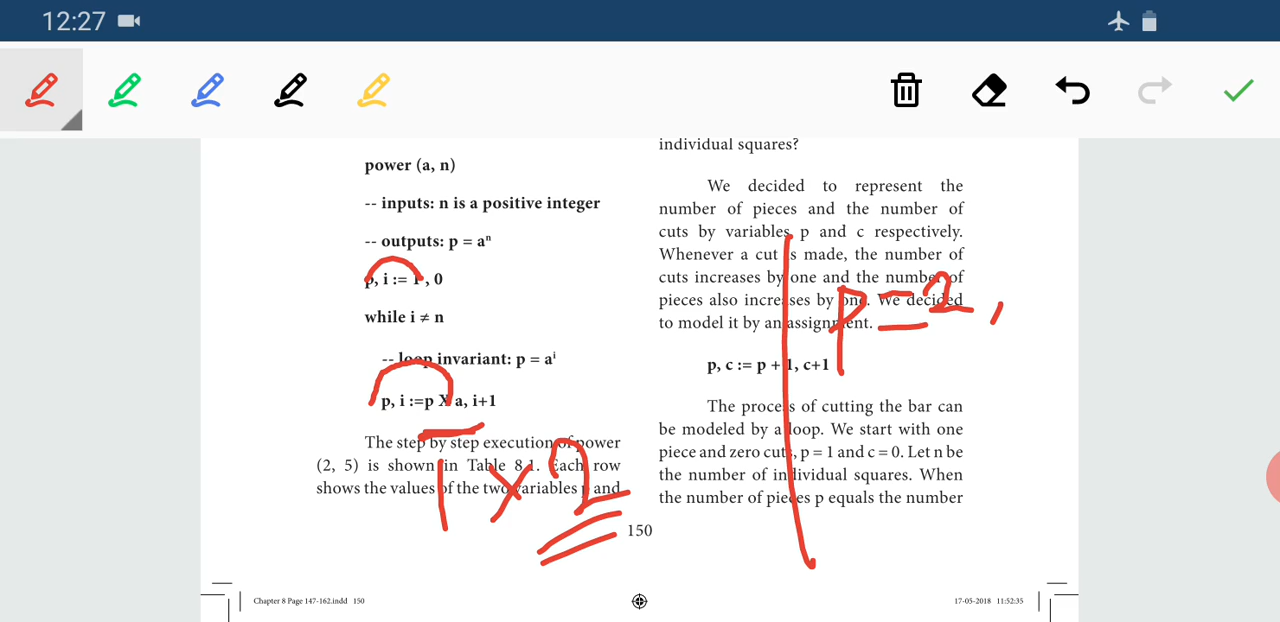 12:27
power (a, n)
-- inputs: n is a positive integer
-- outputs: p = aⁿ
p, i := 1 , 0
while i ≠ n
-- loop invariant: p = aⁱ
p, i :=p X a, i+1
The step by step execution of power
(2, 5) is shown in Table 8.1. Each row
shows the values of the two variables p and
1 x 2
individual squares?
We decided to represent the
number of pieces and the number of
cuts by variables p and c respectively.
Whenever a cut is made, the number of
cuts increases by one and the number of
pieces also increases by one. We decided
to model it by an assignment.
p = 2 ,
p, c := p + 1, c+1
The process of cutting the bar can
be modeled by a loop. We start with one
piece and zero cuts, p = 1 and c = 0. Let n be
the number of individual squares. When
the number of pieces p equals the number
150
Chapter 8 Page 147-162.indd 150
17-05-2018 11:52:35